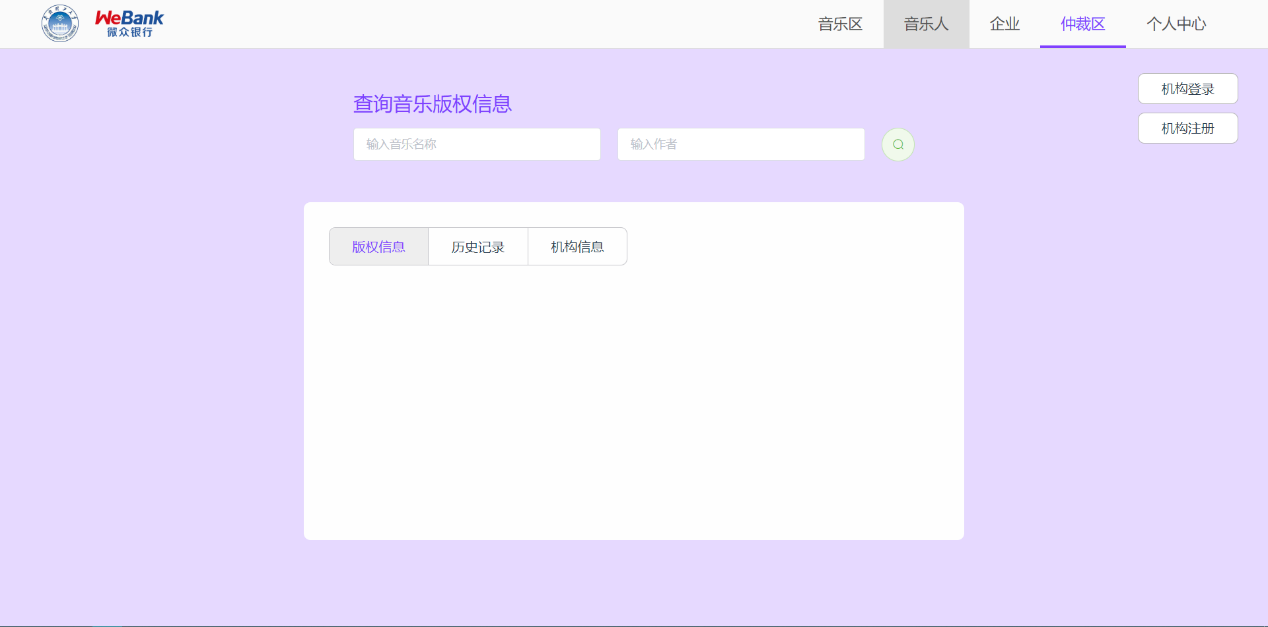 WeBank
微众银行
音乐区 音乐人 企业 仲裁区 个人中心
机构登录
查询音乐版权信息
机构注册
输入音乐名称 输入作者
版权信息 历史记录 机构信息